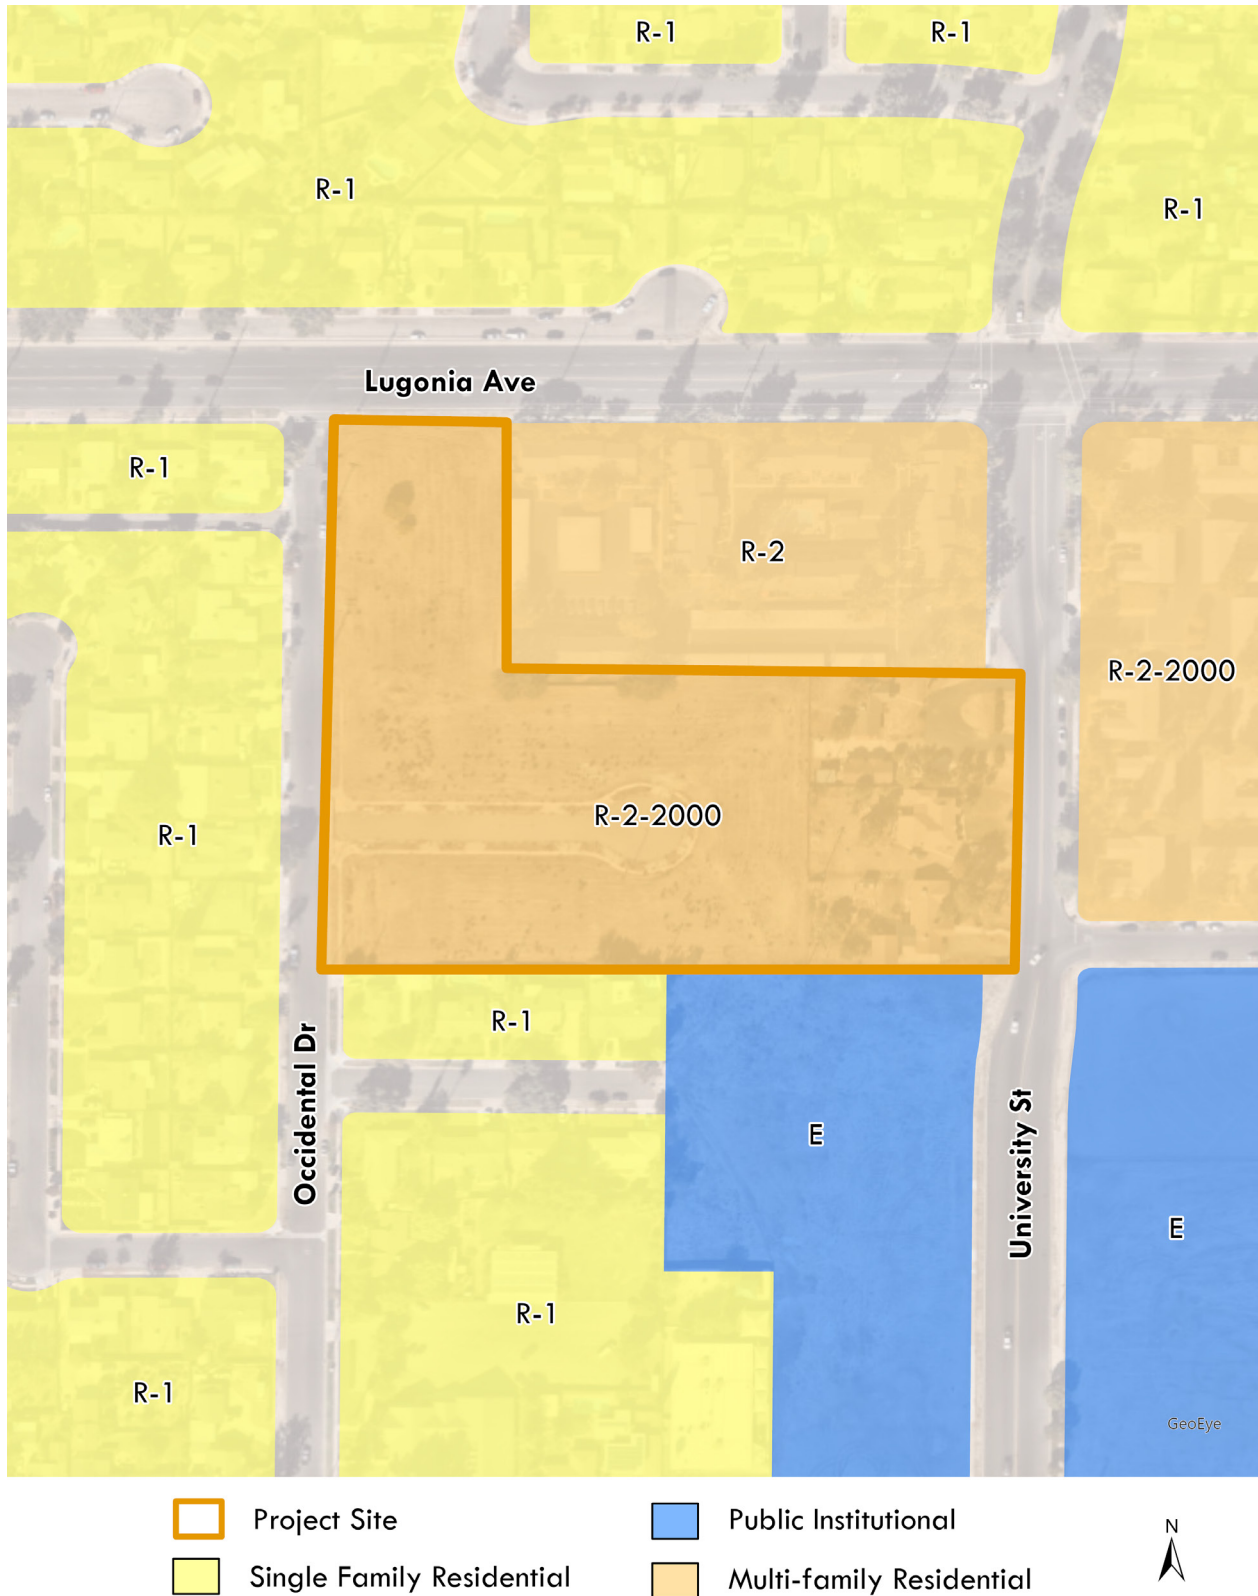 R-1
R-1
R-1
R-1
Lugonia Ave
R-1
R-2
R-2-2000
R-2-2000
R-1
R-1
Occidental Dr
University St
E
E
R-1
R-1
GeoEye
Project Site
Public Institutional
N
Single Family Residential
Multi-family Residential